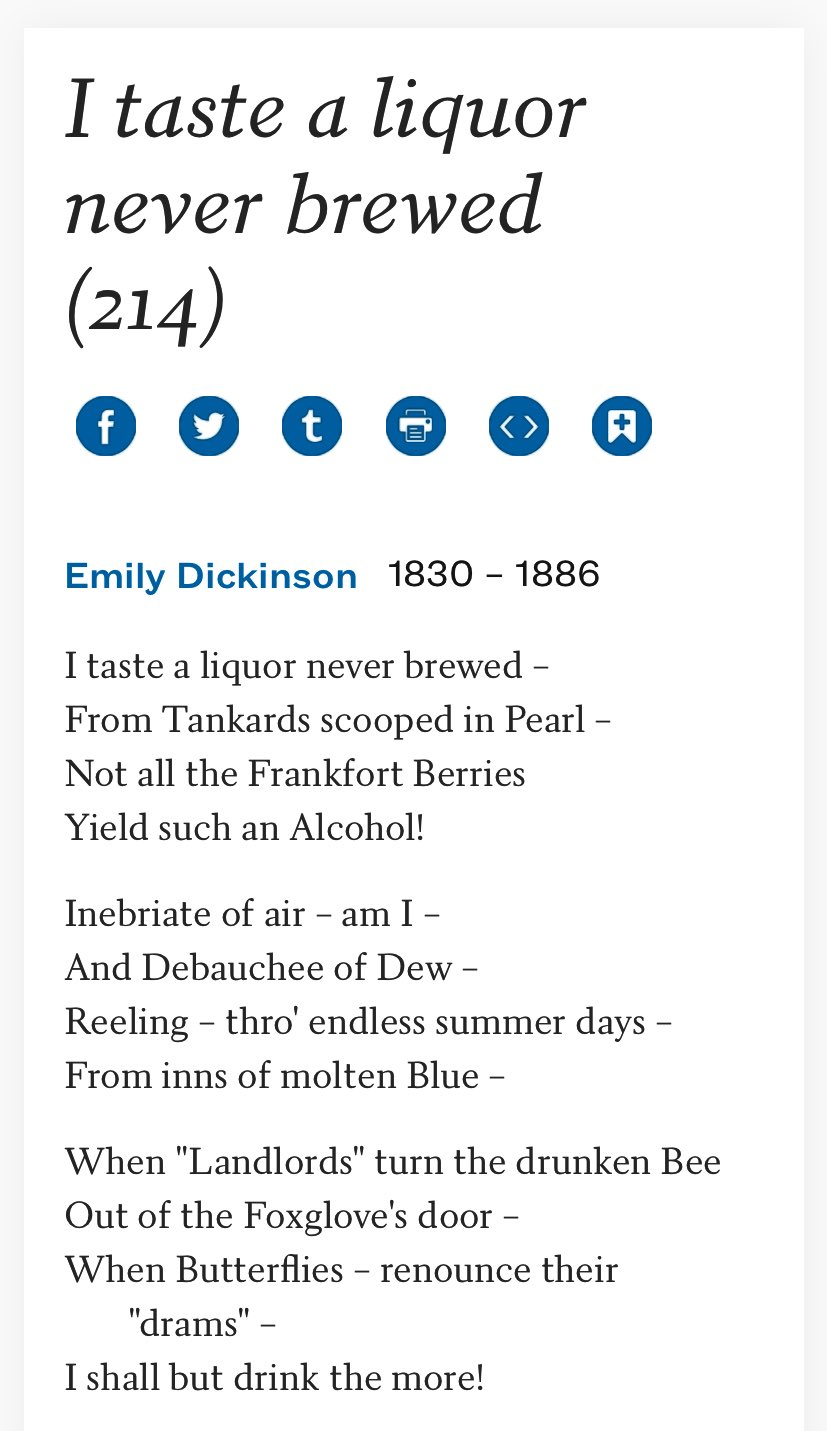 I taste a liquor
never brewed
(214)
Emily Dickinson 1830 – 1886
I taste a liquor never brewed –
From Tankards scooped in Pearl –
Not all the Frankfort Berries
Yield such an Alcohol!
Inebriate of air – am I –
And Debauchee of Dew –
Reeling – thro' endless summer days –
From inns of molten Blue –
When "Landlords" turn the drunken Bee
Out of the Foxglove's door –
When Butterflies – renounce their
"drams" –
I shall but drink the more!